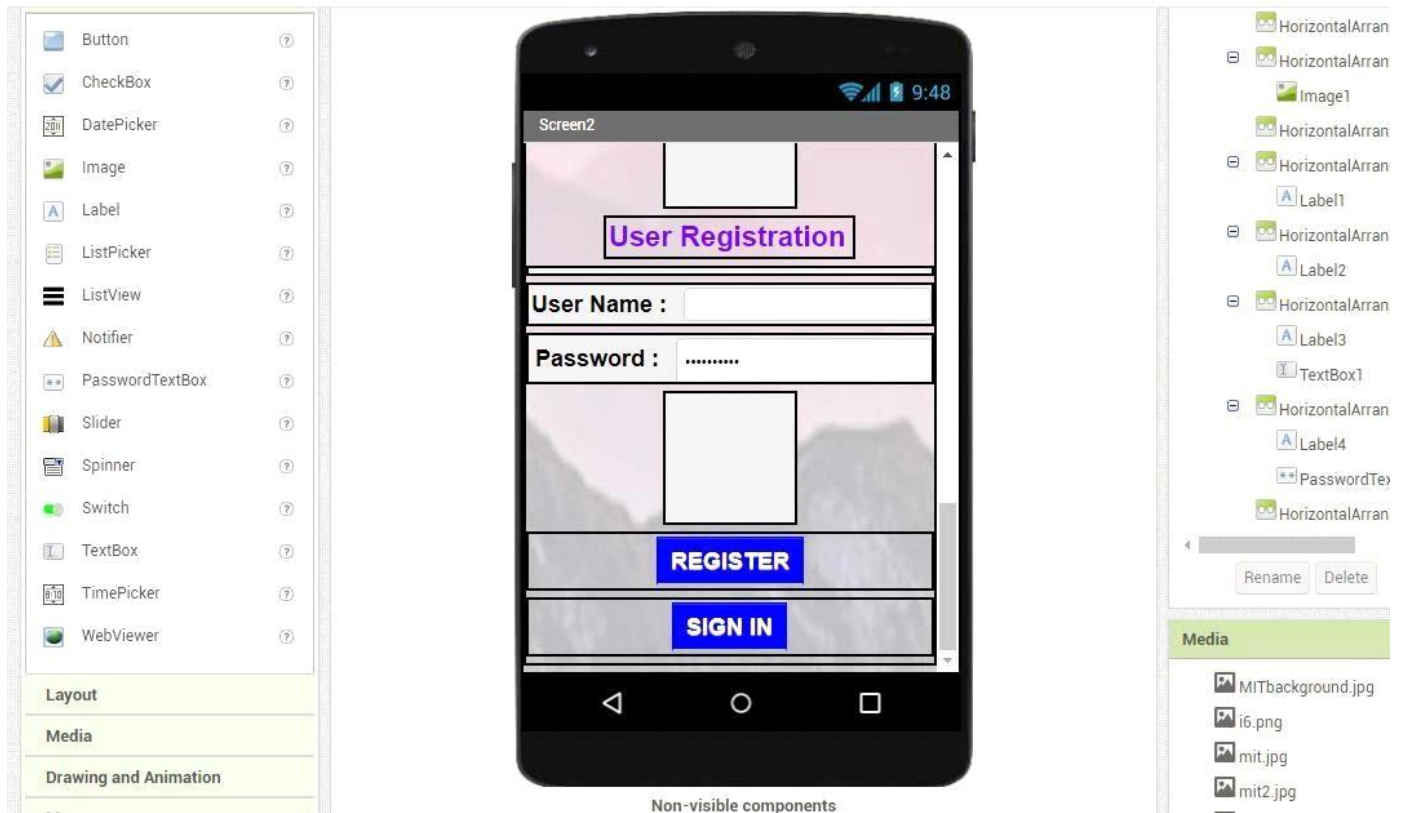 Button
CheckBox
DatePicker
Image
Label
ListPicker
ListView
Notifier
PasswordTextBox
Slider
Spinner
Switch
TextBox
TimePicker
WebViewer
Layout
Media
Drawing and Animation
9:48
Screen2
User Registration
User Name :
Password : ..........
REGISTER
SIGN IN
Non-visible components
HorizontalArran
HorizontalArran
Image1
HorizontalArran
HorizontalArran
Label1
HorizontalArran
Label2
HorizontalArran
Label3
TextBox1
HorizontalArran
Label4
PasswordTex
HorizontalArran
Rename Delete
Media
MITbackground.jpg
i6.png
mit.jpg
mit2.jpg